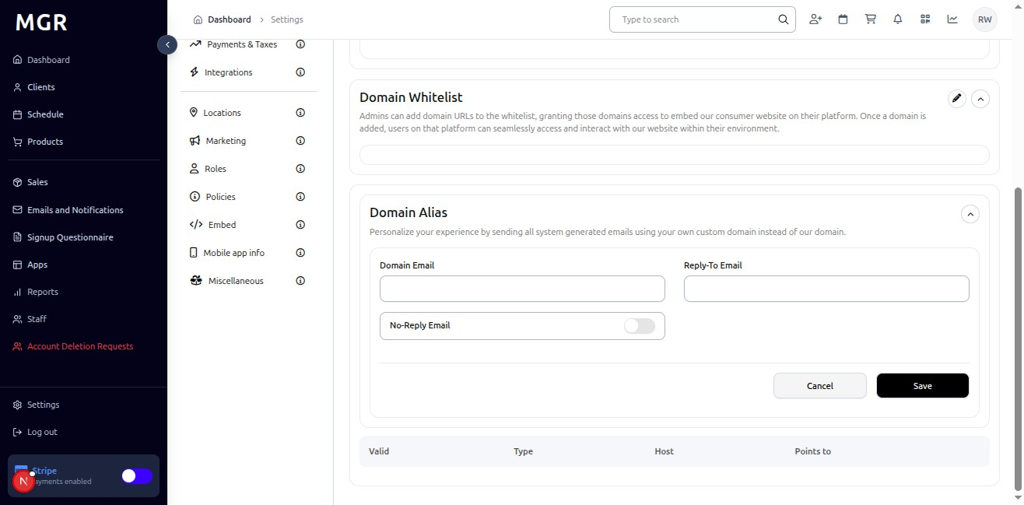 MGR
Dashboard
Clients
Schedule
Products
Sales
Emails and Notifications
Signup Questionnaire
Apps
Reports
Staff
Account Deletion Requests
Settings
Log out
Stripe
ayments enabled
N
Dashboard > Settings
Type to search
RW
Payments & Taxes
Integrations
Locations
Marketing
Roles
Policies
Embed
Mobile app info
Miscellaneous
Domain Whitelist
Admins can add domain URLs to the whitelist, granting those domains access to embed our consumer website on their platform. Once a domain is
added, users on that platform can seamlessly access and interact with our website within their environment.
Domain Alias
Personalize your experience by sending all system generated emails using your own custom domain instead of our domain.
Domain Email
Reply-To Email
No-Reply Email
Cancel
Save
Valid Type Host Points to